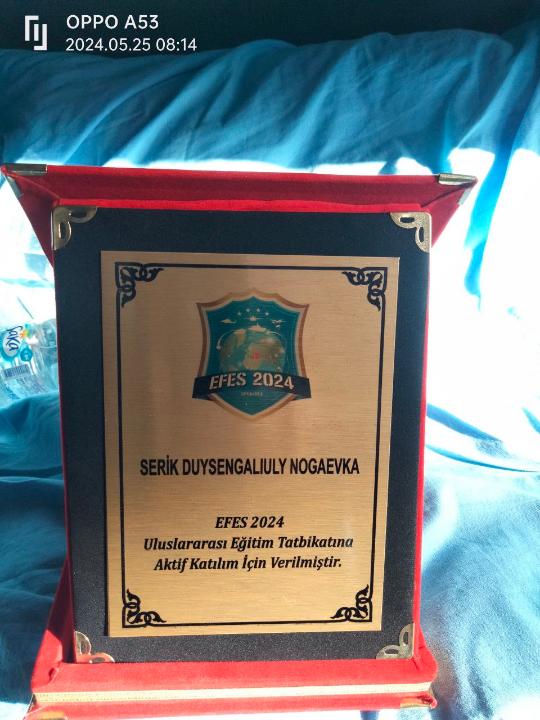 OPPO A53
2024.05.25 08:14
EFES 2024
SERİK DUYSENGALIULY NOGAEVKA
EFES 2024
Uluslararası Eğitim Tatbikatına
Aktif Katılım İçin Verilmiştir.
Saka